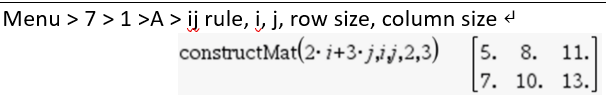 Menu > 7 > 1 >A > ij rule, i, j, row size, column size ↵
constructMat(2·i+3·j,i,j,2,3) [5. 8. 11.
7. 10. 13.]